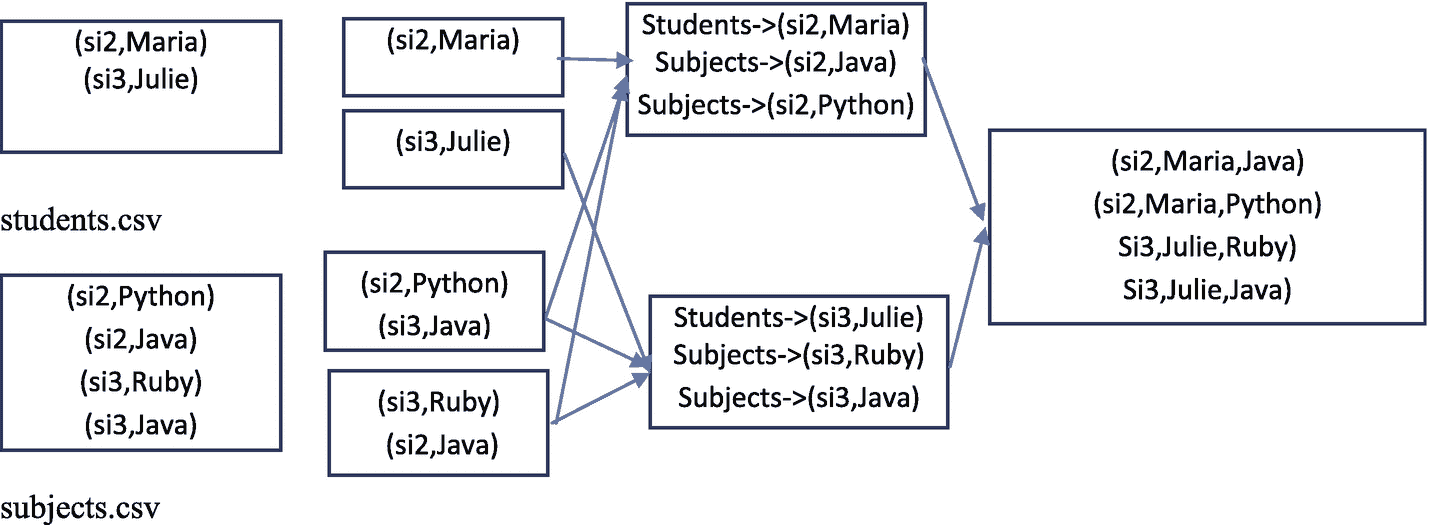 (si2,Maria)
(si3,Julie)
students.csv
(si2,Python)
(si2,Java)
(si3,Ruby)
(si3,Java)
subjects.csv
(si2,Maria)
(si3,Julie)
(si2,Python)
(si3,Java)
(si3,Ruby)
(si2,Java)
Students->(si2,Maria)
Subjects->(si2,Java)
Subjects->(si2,Python)
Students->(si3,Julie)
Subjects->(si3,Ruby)
Subjects->(si3,Java)
(si2,Maria,Java)
(si2,Maria,Python)
Si3,Julie,Ruby)
Si3,Julie,Java)